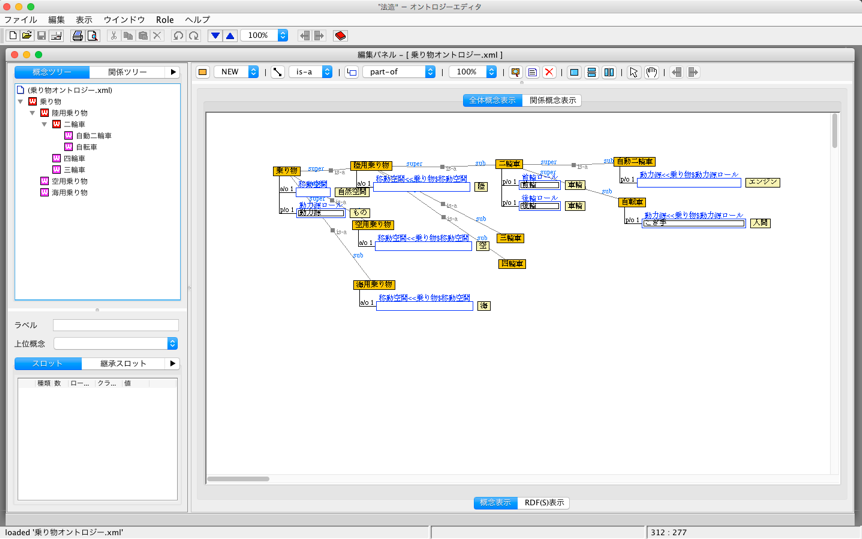 "法造" − オントロジーエディタ
ファイル 編集 表示 ウインドウ Role ヘルプ
100%
編集パネル − [ 乗り物オントロジー.xml ]
概念ツリー 関係ツリー
NEW is-a part-of 100%
全体概念表示 関係概念表示
(乗り物オントロジー.xml)
乗り物
陸用乗り物
二輪車
自動二輪車
自転車
四輪車
三輪車
空用乗り物
海用乗り物
乗り物
a/o 1 移動空間 自然空間
p/o 1 動力源ロール
動力源 もの
陸用乗り物
a/o 1 移動空間<<乗り物$移動空間 陸
空用乗り物
a/o 1 移動空間<<乗り物$移動空間 空
海用乗り物
a/o 1 移動空間<<乗り物$移動空間 海
二輪車
p/o 1 前輪ロール
前輪 車輪
p/o 1 後輪ロール
後輪 車輪
三輪車
四輪車
自動二輪車
p/o 1 動力源<<乗り物$動力源ロール エンジン
自転車
p/o 1 動力源<<乗り物$動力源ロール
こぎ手 人間
super is-a sub
super is-a sub
super is-a
super is-a sub
is-a sub
is-a sub
sub
ラベル
上位概念
スロット 継承スロット
種類 数 ロー... クラ... 値
概念表示 RDF(S)表示
loaded '乗り物オントロジー.xml'
312 : 277